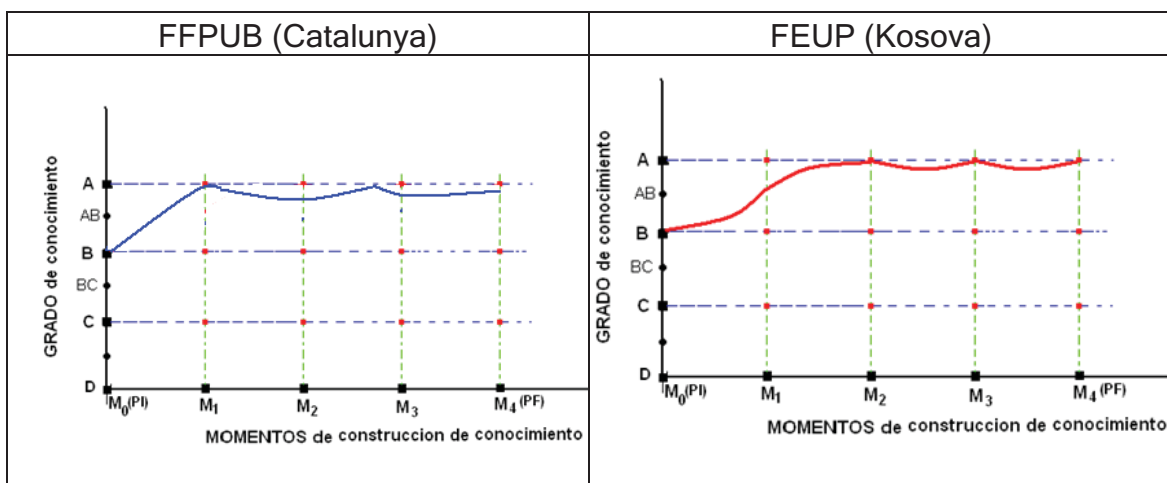 FFPUB (Catalunya)
FEUP (Kosova)
GRADO de conocimiento
A
AB
B
BC
C
D
M0(PI)
M1
M2
M3
M4 (PF)
MOMENTOS de construccion de conocimiento
GRADO de conocimiento
A
AB
B
BC
C
D
M0(PI)
M1
M2
M3
M4 (PF)
MOMENTOS de construccion de conocimiento